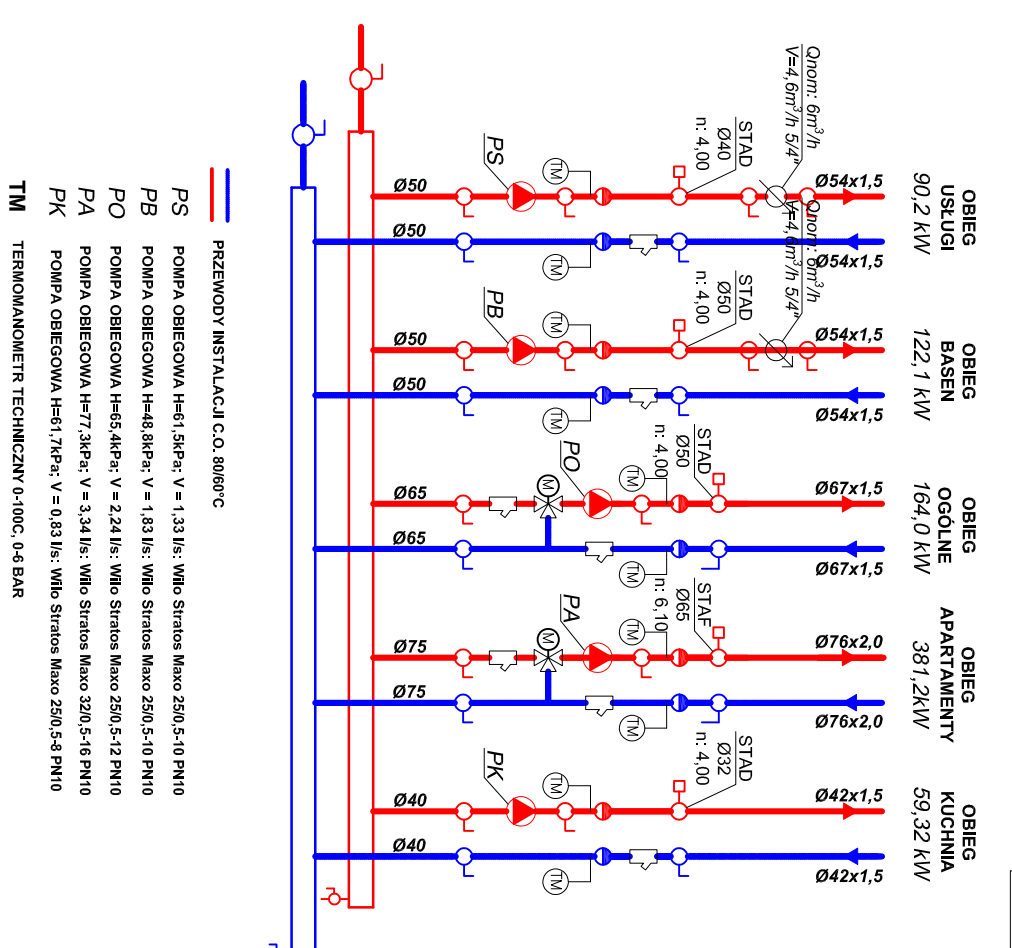 OBIEG
USŁUGI
90,2 kW
OBIEG
BASEN
122,1 kW
OBIEG
OGÓLNE
164,0 kW
OBIEG
APARTAMENTY
381,2kW
OBIEG
KUCHNIA
59,32 kW
Ø54x1,5
Ø54x1,5
Ø54x1,5
Ø54x1,5
Ø67x1,5
Ø67x1,5
Ø76x2,0
Ø76x2,0
Ø42x1,5
Ø42x1,5
Qnom: 6m³/h
V=4,6m³/h 5/4"
Qnom: 6m³/h
V=4,6m³/h 5/4"
STAD
Ø40
n: 4,00
STAD
Ø50
n: 4,00
STAD
Ø50
n: 4,00
STAF
Ø65
n: 6,10
STAD
Ø32
n: 4,00
TM
TM
TM
TM
TM
TM
TM
TM
TM
TM
PS
PB
PO
PA
PK
M
M
Ø50
Ø50
Ø50
Ø50
Ø65
Ø65
Ø75
Ø75
Ø40
Ø40
PRZEWODY INSTALACJI C.O. 80/60°C
PS POMPA OBIEGOWA H=61,5kPa; V = 1,33 l/s: Wilo Stratos Maxo 25/0,5-10 PN10
PB POMPA OBIEGOWA H=48,8kPa; V = 1,83 l/s: Wilo Stratos Maxo 25/0,5-10 PN10
PO POMPA OBIEGOWA H=65,4kPa; V = 2,24 l/s: Wilo Stratos Maxo 25/0,5-12 PN10
PA POMPA OBIEGOWA H=77,3kPa; V = 3,34 l/s: Wilo Stratos Maxo 32/0,5-16 PN10
PK POMPA OBIEGOWA H=61,7kPa; V = 0,83 l/s: Wilo Stratos Maxo 25/0,5-8 PN10
TM TERMOMANOMETR TECHNICZNY 0-100C, 0-6 BAR